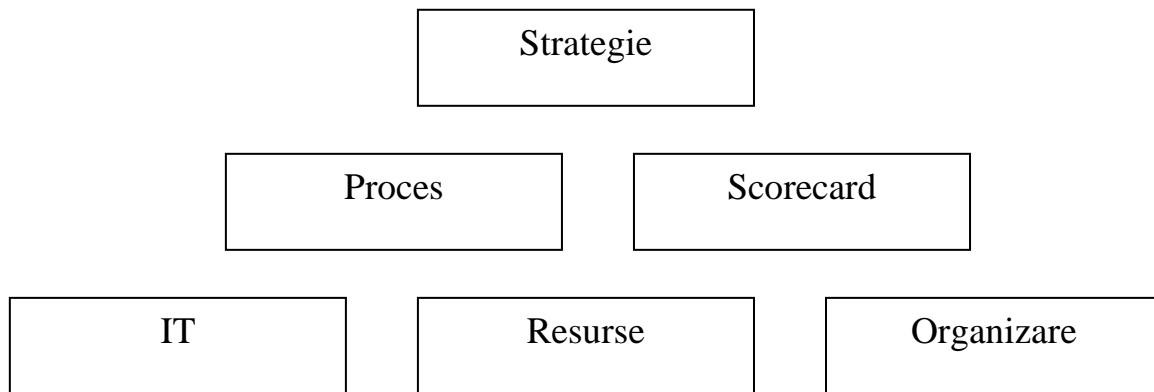 Strategie
Proces
Scorecard
IT
Resurse
Organizare